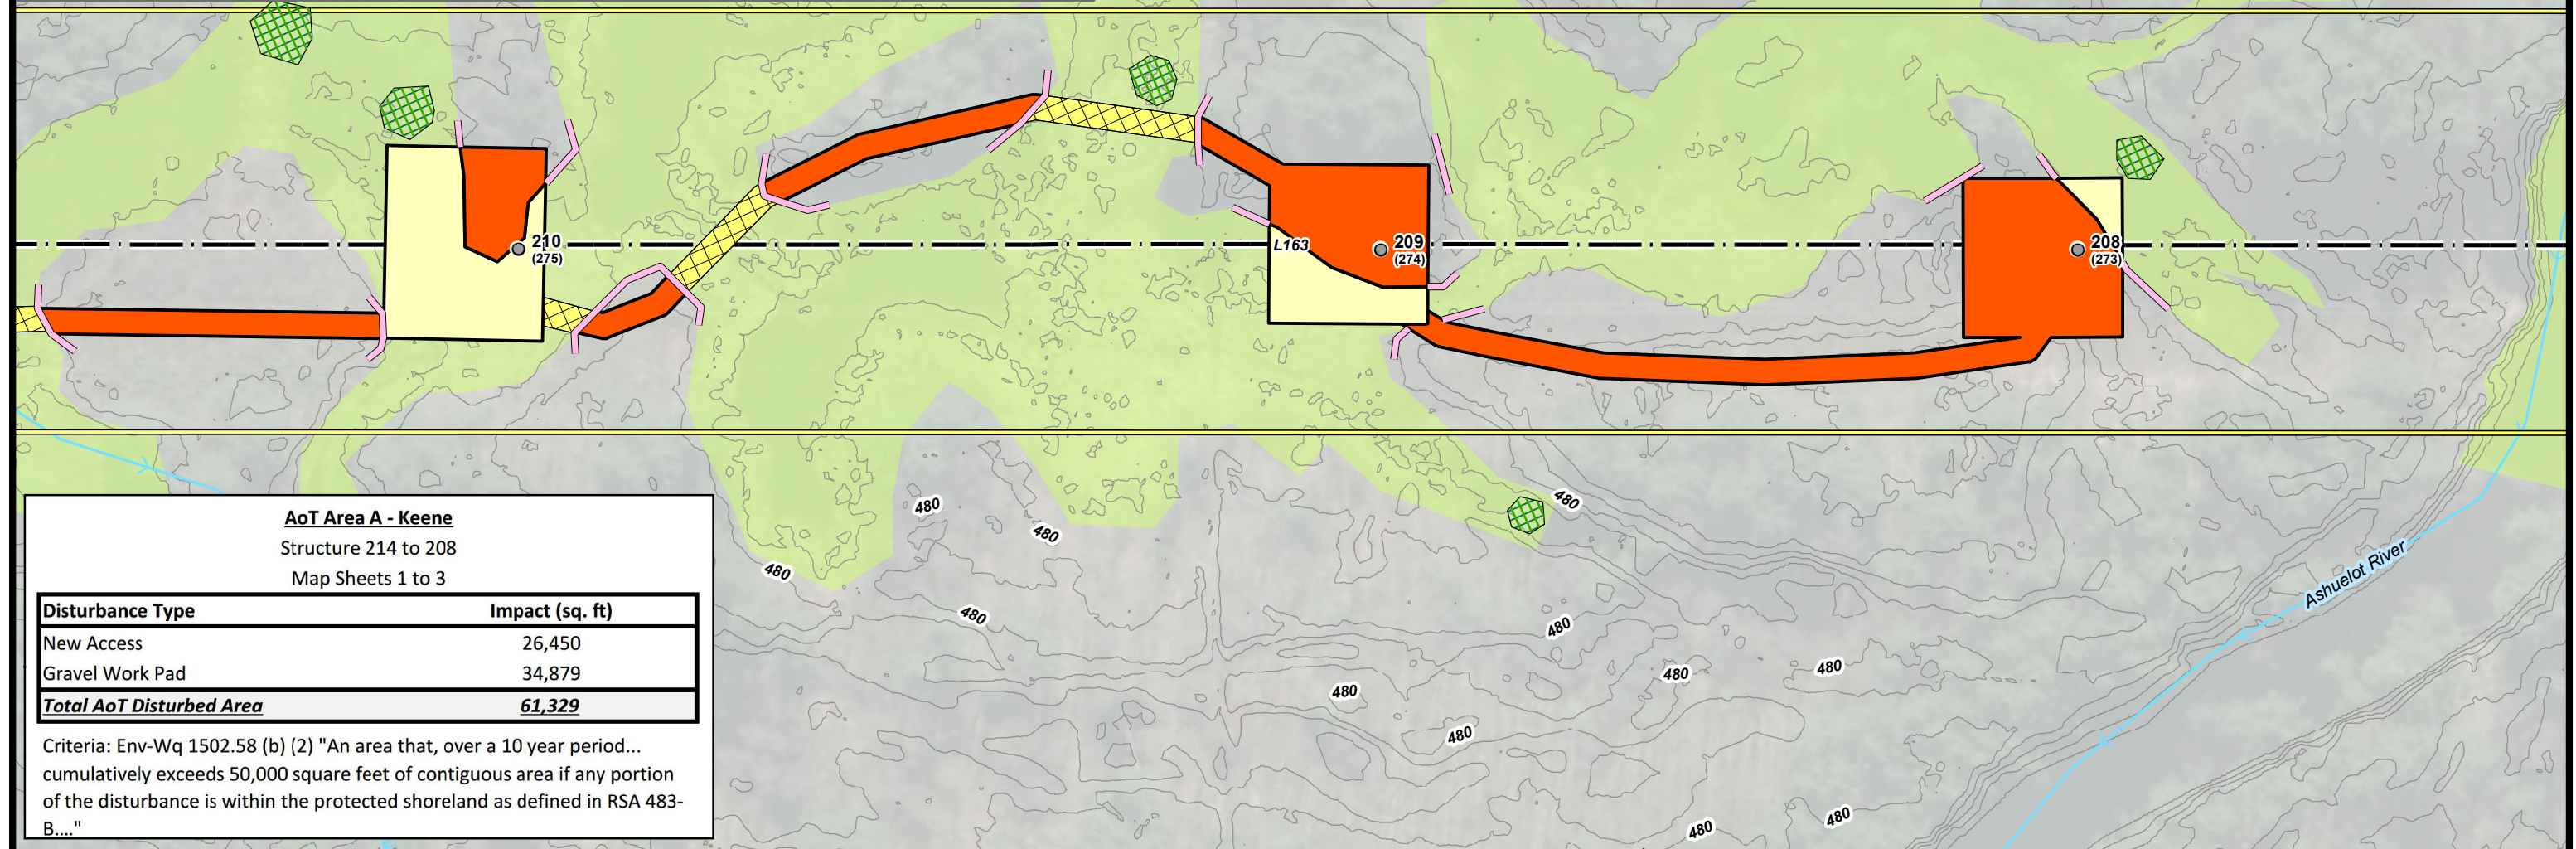 210
(275)
L163
209
(274)
208
(273)
480
480
480
480
480
480
480
480
480
480
480
480
Ashuelot River
AoT Area A - Keene
Structure 214 to 208
Map Sheets 1 to 3
Disturbance Type Impact (sq. ft)
New Access 26,450
Gravel Work Pad 34,879
Total AoT Disturbed Area 61,329
Criteria: Env-Wq 1502.58 (b) (2) "An area that, over a 10 year period...
cumulatively exceeds 50,000 square feet of contiguous area if any portion
of the disturbance is within the protected shoreland as defined in RSA 483-
B...."